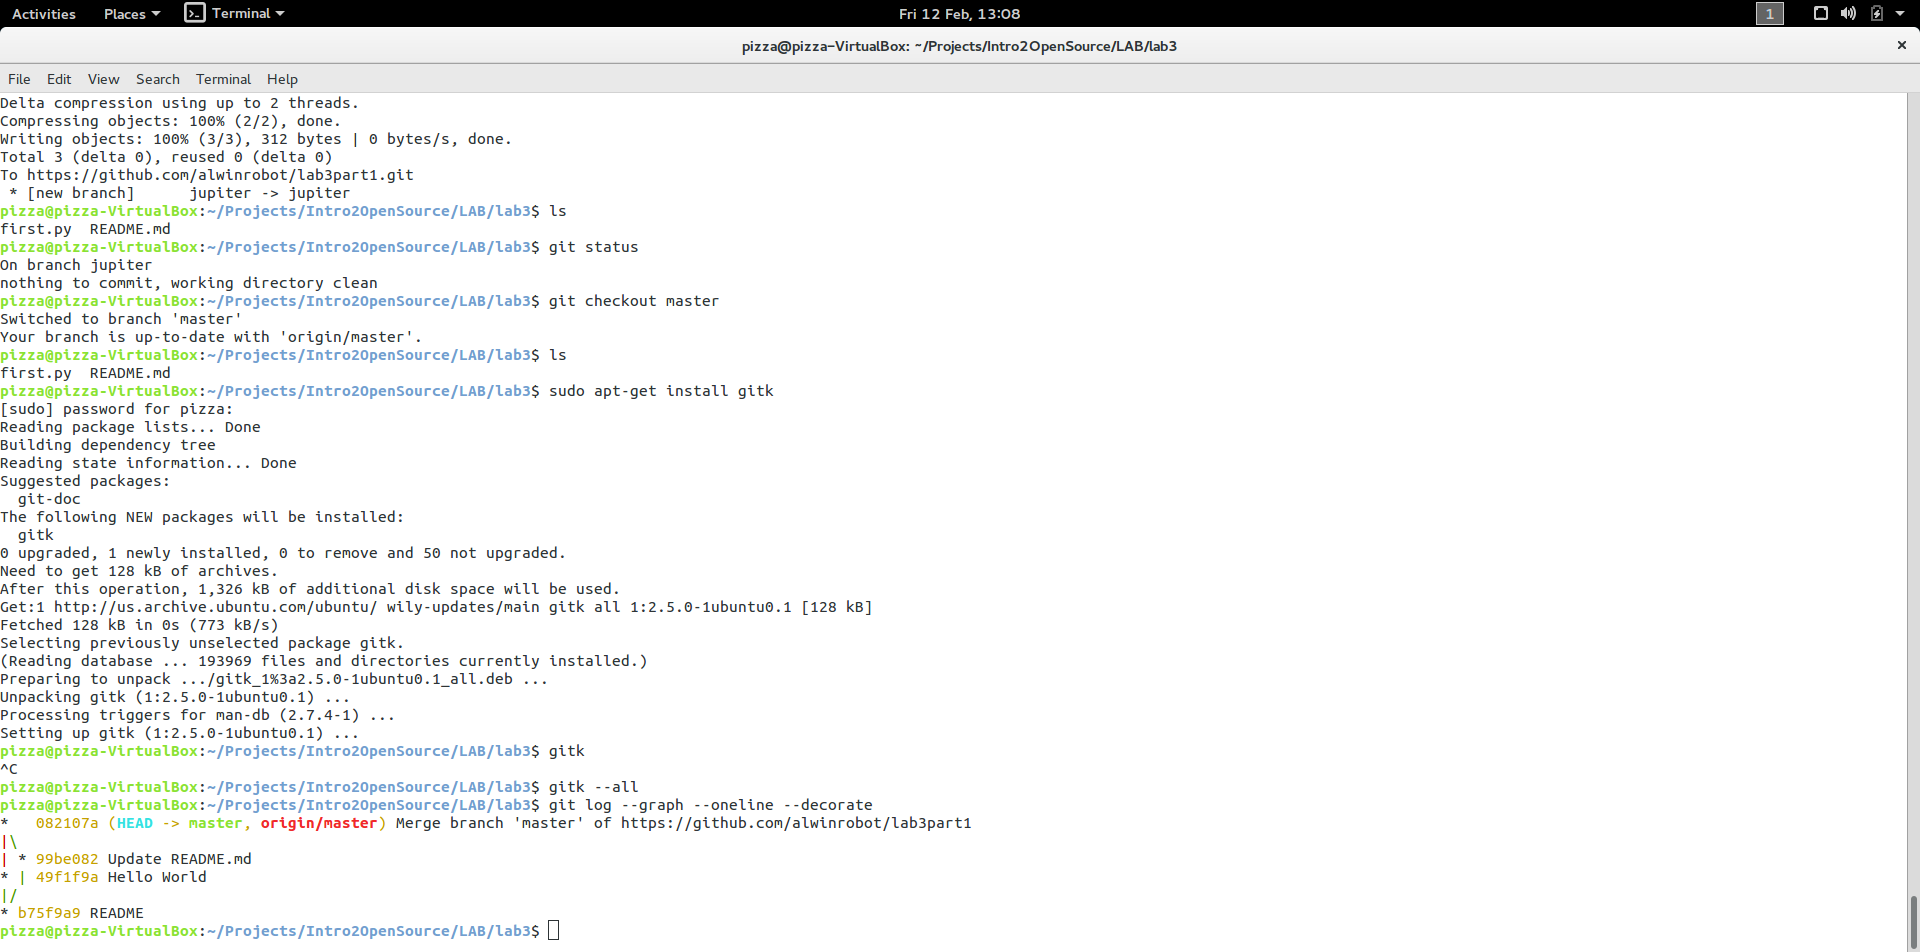 Activities Places Terminal Fri 12 Feb, 13:08 1
pizza@pizza-VirtualBox: ~/Projects/Intro2OpenSource/LAB/lab3
File Edit View Search Terminal Help
Delta compression using up to 2 threads.
Compressing objects: 100% (2/2), done.
Writing objects: 100% (3/3), 312 bytes | 0 bytes/s, done.
Total 3 (delta 0), reused 0 (delta 0)
To https://github.com/alwinrobot/lab3part1.git
 * [new branch]      jupiter -> jupiter
pizza@pizza-VirtualBox:~/Projects/Intro2OpenSource/LAB/lab3$ ls
first.py  README.md
pizza@pizza-VirtualBox:~/Projects/Intro2OpenSource/LAB/lab3$ git status
On branch jupiter
nothing to commit, working directory clean
pizza@pizza-VirtualBox:~/Projects/Intro2OpenSource/LAB/lab3$ git checkout master
Switched to branch 'master'
Your branch is up-to-date with 'origin/master'.
pizza@pizza-VirtualBox:~/Projects/Intro2OpenSource/LAB/lab3$ ls
first.py  README.md
pizza@pizza-VirtualBox:~/Projects/Intro2OpenSource/LAB/lab3$ sudo apt-get install gitk
[sudo] password for pizza:
Reading package lists... Done
Building dependency tree
Reading state information... Done
Suggested packages:
  git-doc
The following NEW packages will be installed:
  gitk
0 upgraded, 1 newly installed, 0 to remove and 50 not upgraded.
Need to get 128 kB of archives.
After this operation, 1,326 kB of additional disk space will be used.
Get:1 http://us.archive.ubuntu.com/ubuntu/ wily-updates/main gitk all 1:2.5.0-1ubuntu0.1 [128 kB]
Fetched 128 kB in 0s (773 kB/s)
Selecting previously unselected package gitk.
(Reading database ... 193969 files and directories currently installed.)
Preparing to unpack .../gitk_1%3a2.5.0-1ubuntu0.1_all.deb ...
Unpacking gitk (1:2.5.0-1ubuntu0.1) ...
Processing triggers for man-db (2.7.4-1) ...
Setting up gitk (1:2.5.0-1ubuntu0.1) ...
pizza@pizza-VirtualBox:~/Projects/Intro2OpenSource/LAB/lab3$ gitk
^C
pizza@pizza-VirtualBox:~/Projects/Intro2OpenSource/LAB/lab3$ gitk --all
pizza@pizza-VirtualBox:~/Projects/Intro2OpenSource/LAB/lab3$ git log --graph --oneline --decorate
*   082107a (HEAD -> master, origin/master) Merge branch 'master' of https://github.com/alwinrobot/lab3part1
|\
| * 99be082 Update README.md
* | 49f1f9a Hello World
|/
* b75f9a9 README
pizza@pizza-VirtualBox:~/Projects/Intro2OpenSource/LAB/lab3$